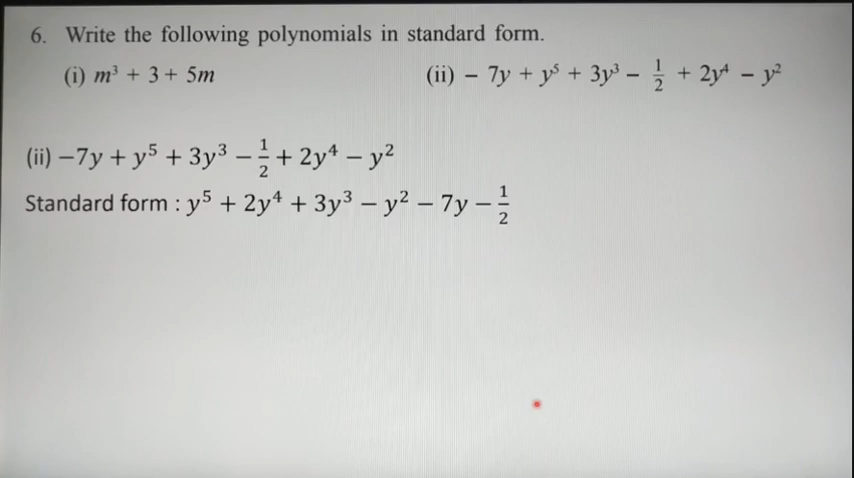 6. Write the following polynomials in standard form.
(i) m³ + 3 + 5m (ii) – 7y + y⁵ + 3y³ – 1/2 + 2y⁴ – y²
(ii) –7y + y⁵ + 3y³ – 1/2 + 2y⁴ – y²
Standard form : y⁵ + 2y⁴ + 3y³ – y² – 7y – 1/2